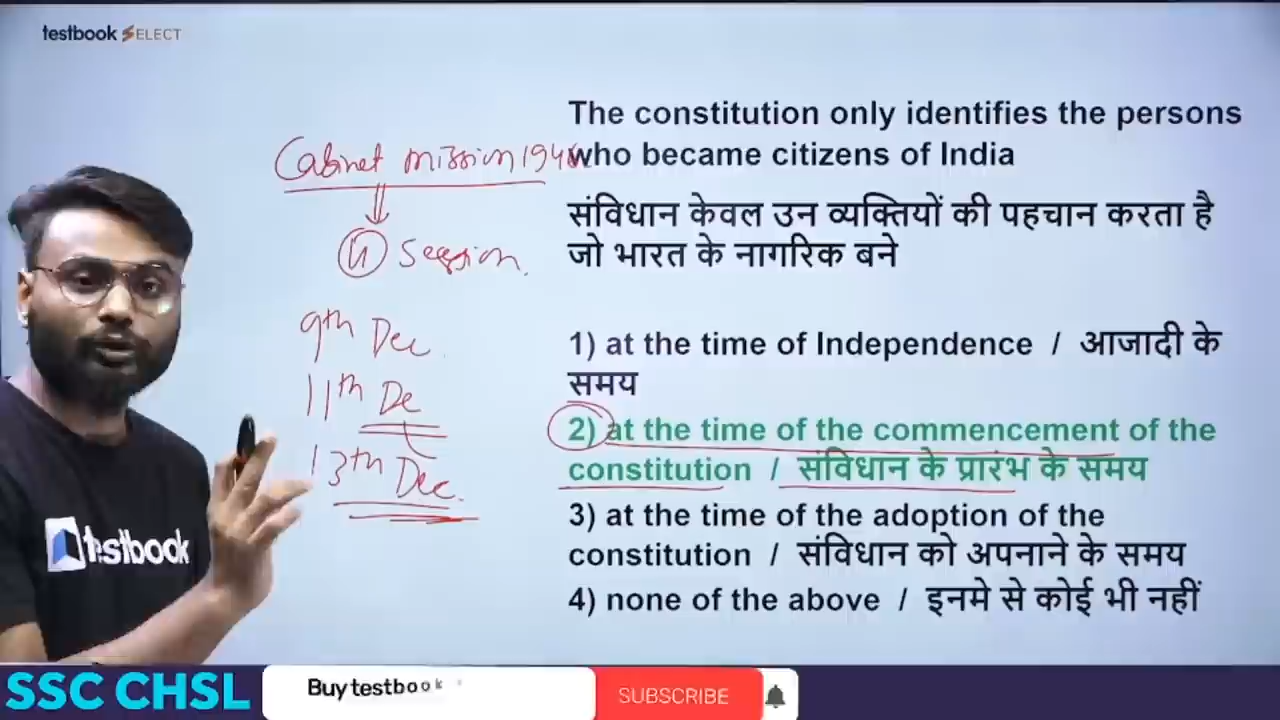 testbook SELECT
The constitution only identifies the persons
who became citizens of India
संविधान केवल उन व्यक्तियों की पहचान करता है
जो भारत के नागरिक बने
1) at the time of Independence / आजादी के
समय
2) at the time of the commencement of the
constitution / संविधान के प्रारंभ के समय
3) at the time of the adoption of the
constitution / संविधान को अपनाने के समय
4) none of the above / इनमे से कोई भी नहीं
Cabinet mission 1946
Session
9th Dec
11th De
13th Dec.
testbook
SSC CHSL
Buy testbook
SUBSCRIBE